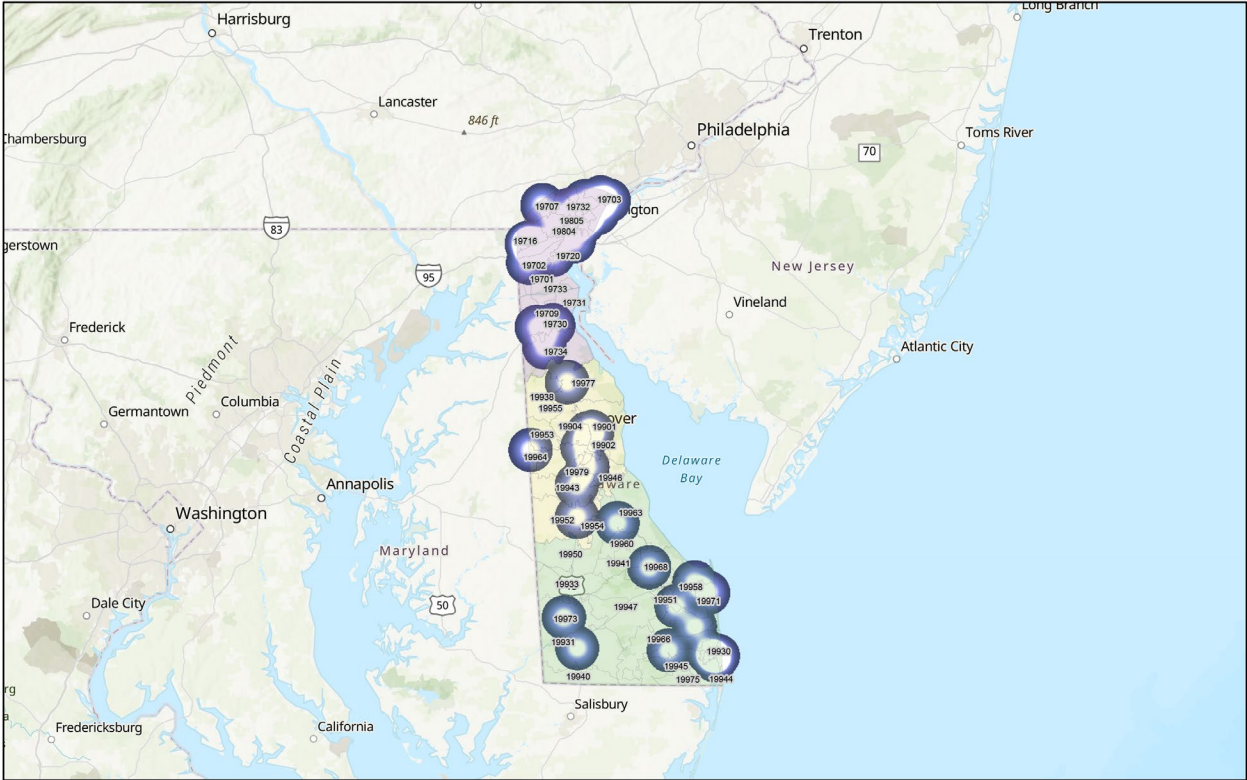 Long Branch
Harrisburg
Trenton
Lancaster
846 ft
Philadelphia
Chambersburg
70
Toms River
19703
19707
19732
ngton
19805
83
19804
19716
gerstown
19720
19702
New Jersey
95
19701
19733
Vineland
19731
19709
Frederick
19730
Atlantic City
19734
Piedmont
19977
19938
Columbia
Germantown
19955
Coastal Plain
over
19904
19901
19953
19902
19964
Delaware
Bay
19979
19946
Annapolis
ware
19943
Washington
19963
19952
19954
19960
Maryland
19950
19941
19968
19933
19958
Dale City
50
19951
19971
19947
19973
19966
19931
19930
19945
19940
19975
19944
rg
Salisbury
a
Fredericksburg
California